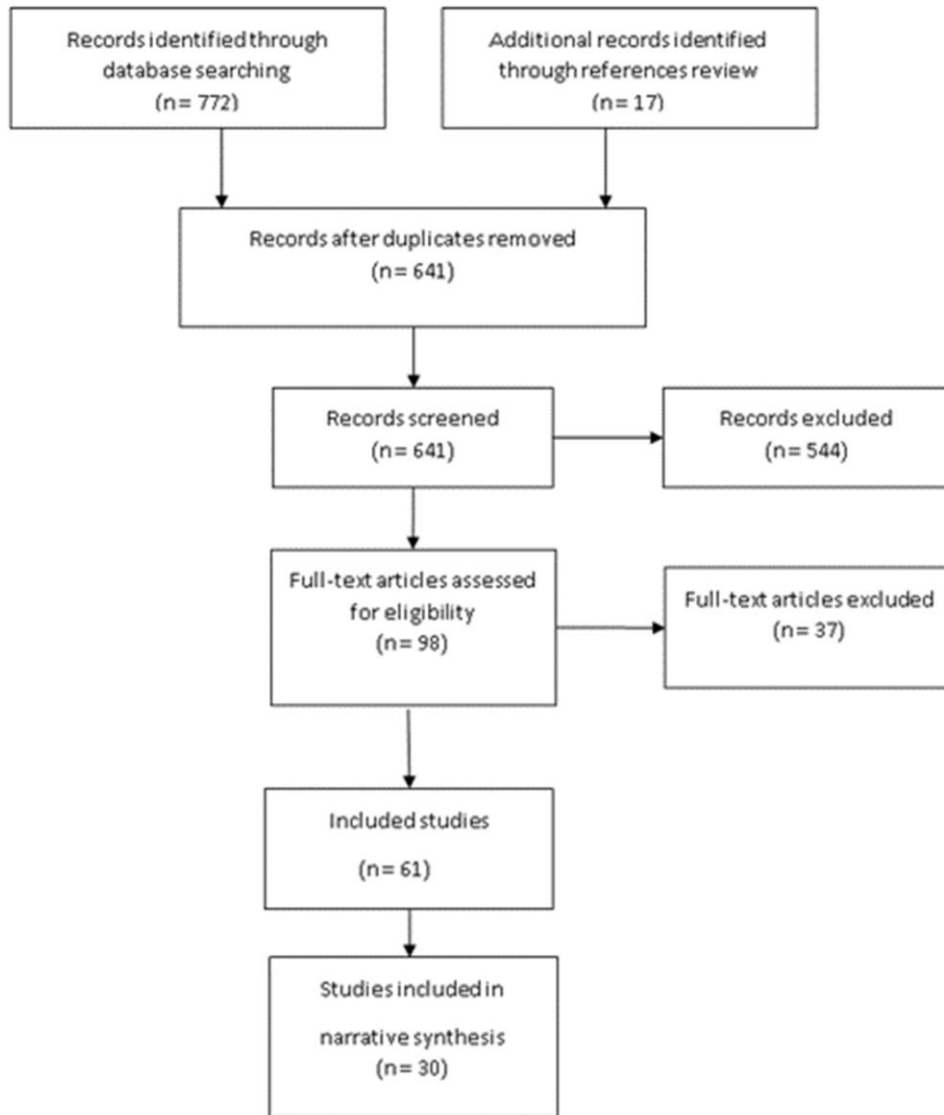 Records identified through
database searching
(n= 772)
Additional records identified
through references review
(n= 17)
Records after duplicates removed
(n= 641)
Records screened
(n= 641)
Records excluded
(n= 544)
Full-text articles assessed
for eligibility
(n= 98)
Full-text articles excluded
(n= 37)
Included studies
(n= 61)
Studies included in
narrative synthesis
(n= 30)